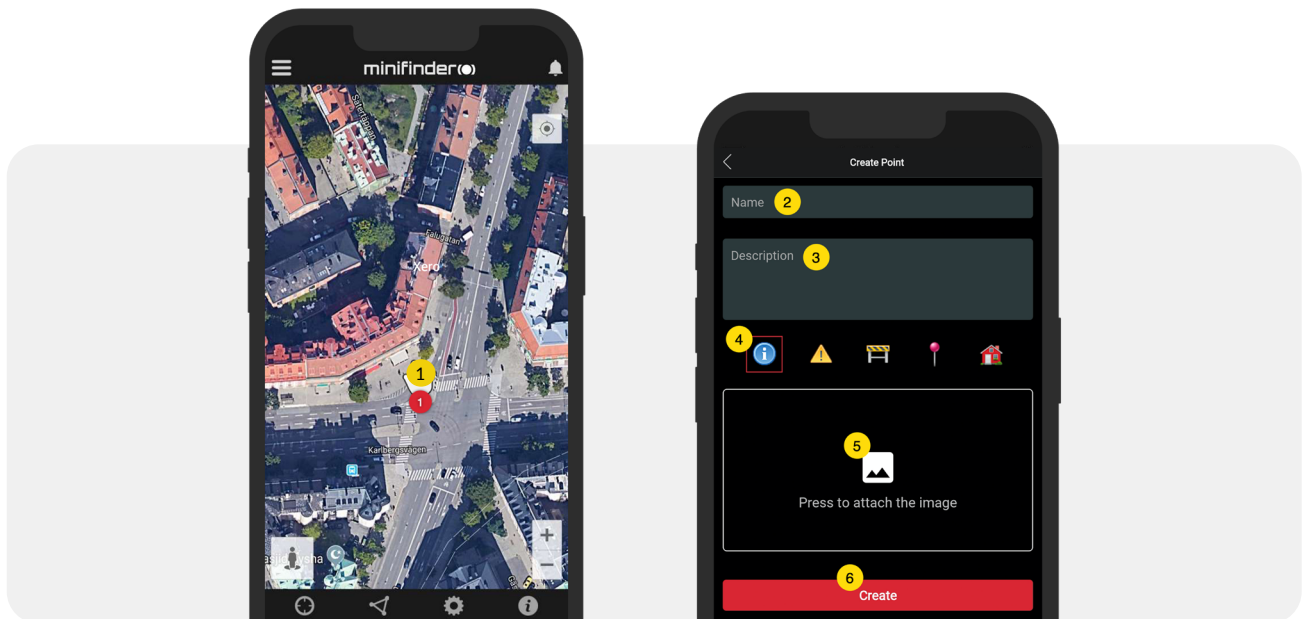 minifinder
Sätertäppan
Falugatan
Xero
1
1
Karlbergsvägen
Create Point
Name 2
Description 3
4
5
Press to attach the image
6
Create